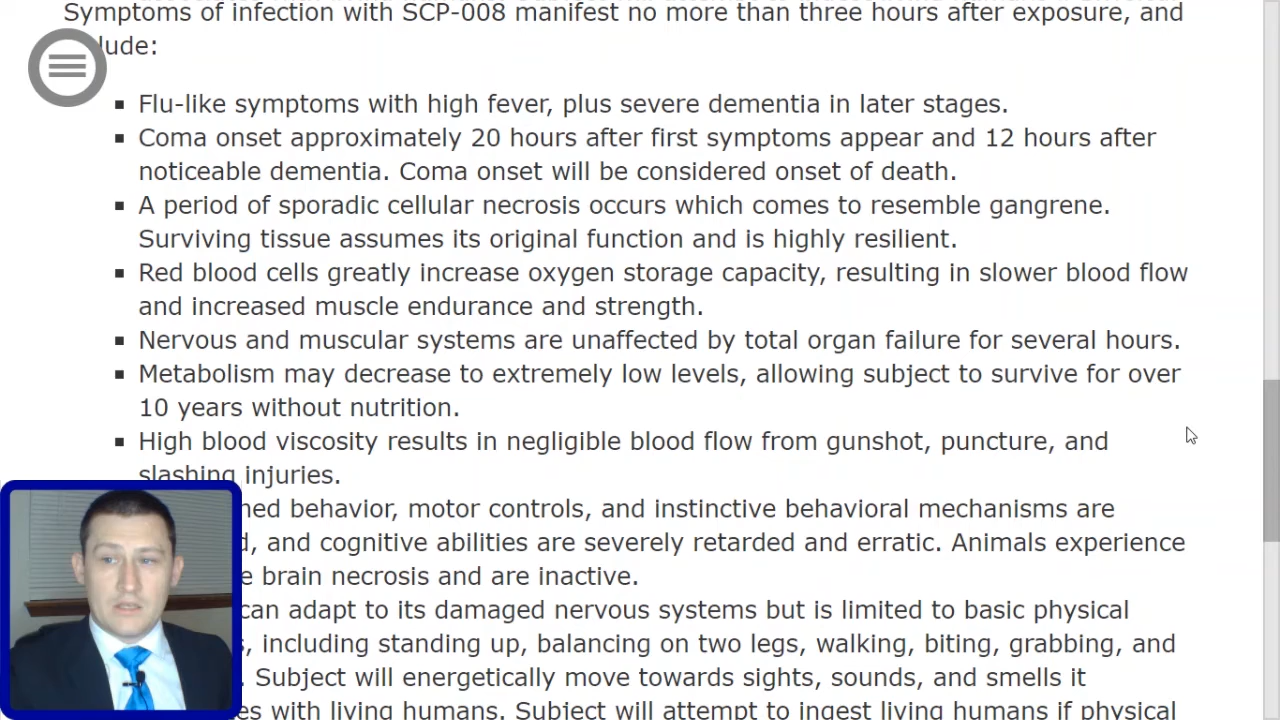 Symptoms of infection with SCP-008 manifest no more than three hours after exposure, and
lude:
Flu-like symptoms with high fever, plus severe dementia in later stages.
Coma onset approximately 20 hours after first symptoms appear and 12 hours after
noticeable dementia. Coma onset will be considered onset of death.
A period of sporadic cellular necrosis occurs which comes to resemble gangrene.
Surviving tissue assumes its original function and is highly resilient.
Red blood cells greatly increase oxygen storage capacity, resulting in slower blood flow
and increased muscle endurance and strength.
Nervous and muscular systems are unaffected by total organ failure for several hours.
Metabolism may decrease to extremely low levels, allowing subject to survive for over
10 years without nutrition.
High blood viscosity results in negligible blood flow from gunshot, puncture, and
slashing injuries.
ned behavior, motor controls, and instinctive behavioral mechanisms are
d, and cognitive abilities are severely retarded and erratic. Animals experience
e brain necrosis and are inactive.
can adapt to its damaged nervous systems but is limited to basic physical
s, including standing up, balancing on two legs, walking, biting, grabbing, and
. Subject will energetically move towards sights, sounds, and smells it
es with living humans. Subject will attempt to ingest living humans if physical